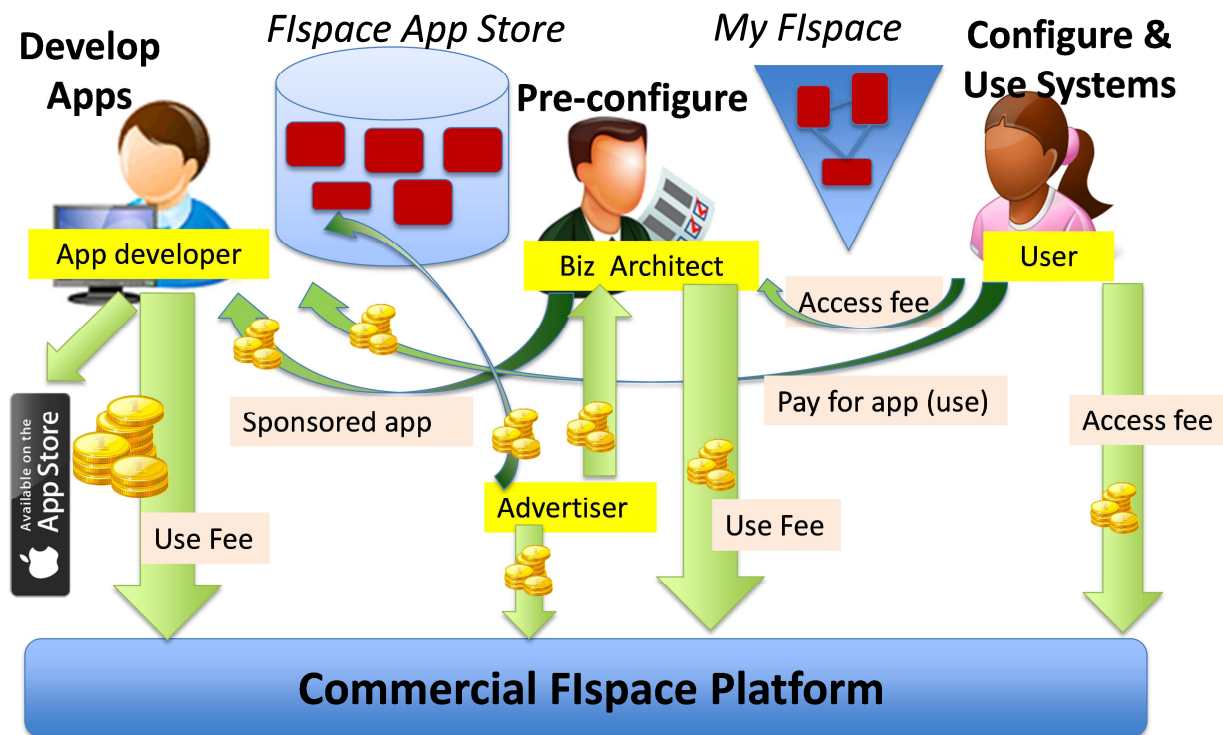 FIspace App Store
My FIspace
Develop
Apps
Pre-configure
Configure &
Use Systems
App developer
Biz Architect
User
Access fee
Sponsored app
Pay for app (use)
Access fee
Available on the
App Store
Advertiser
Use Fee
Use Fee
Commercial FIspace Platform